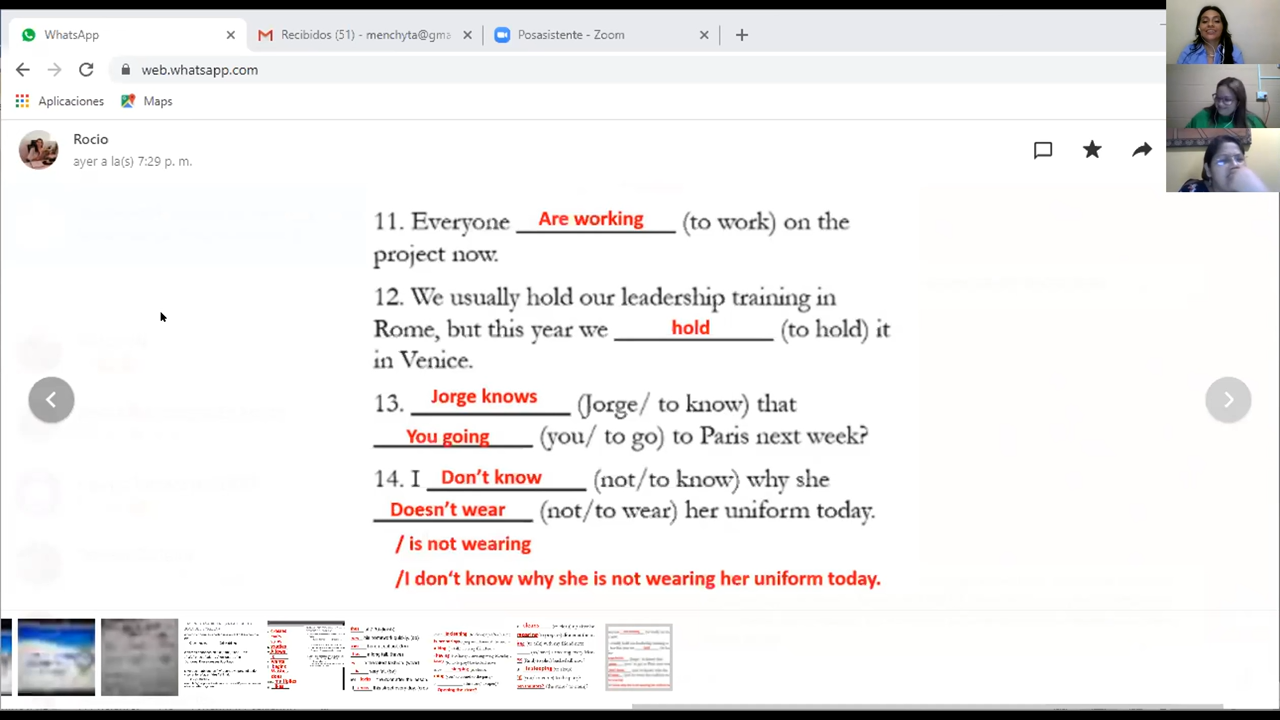 WhatsApp
Recibidos (51) - menchyta@gma
Posasistente - Zoom
web.whatsapp.com
Aplicaciones
Maps
Rocio
ayer a la(s) 7:29 p. m.
11. Everyone Are working (to work) on the
project now.
12. We usually hold our leadership training in
Rome, but this year we hold (to hold) it
in Venice.
13. Jorge knows (Jorge/ to know) that
You going (you/ to go) to Paris next week?
14. I Don't know (not/to know) why she
Doesn't wear (not/to wear) her uniform today.
/ is not wearing
/I don't know why she is not wearing her uniform today.